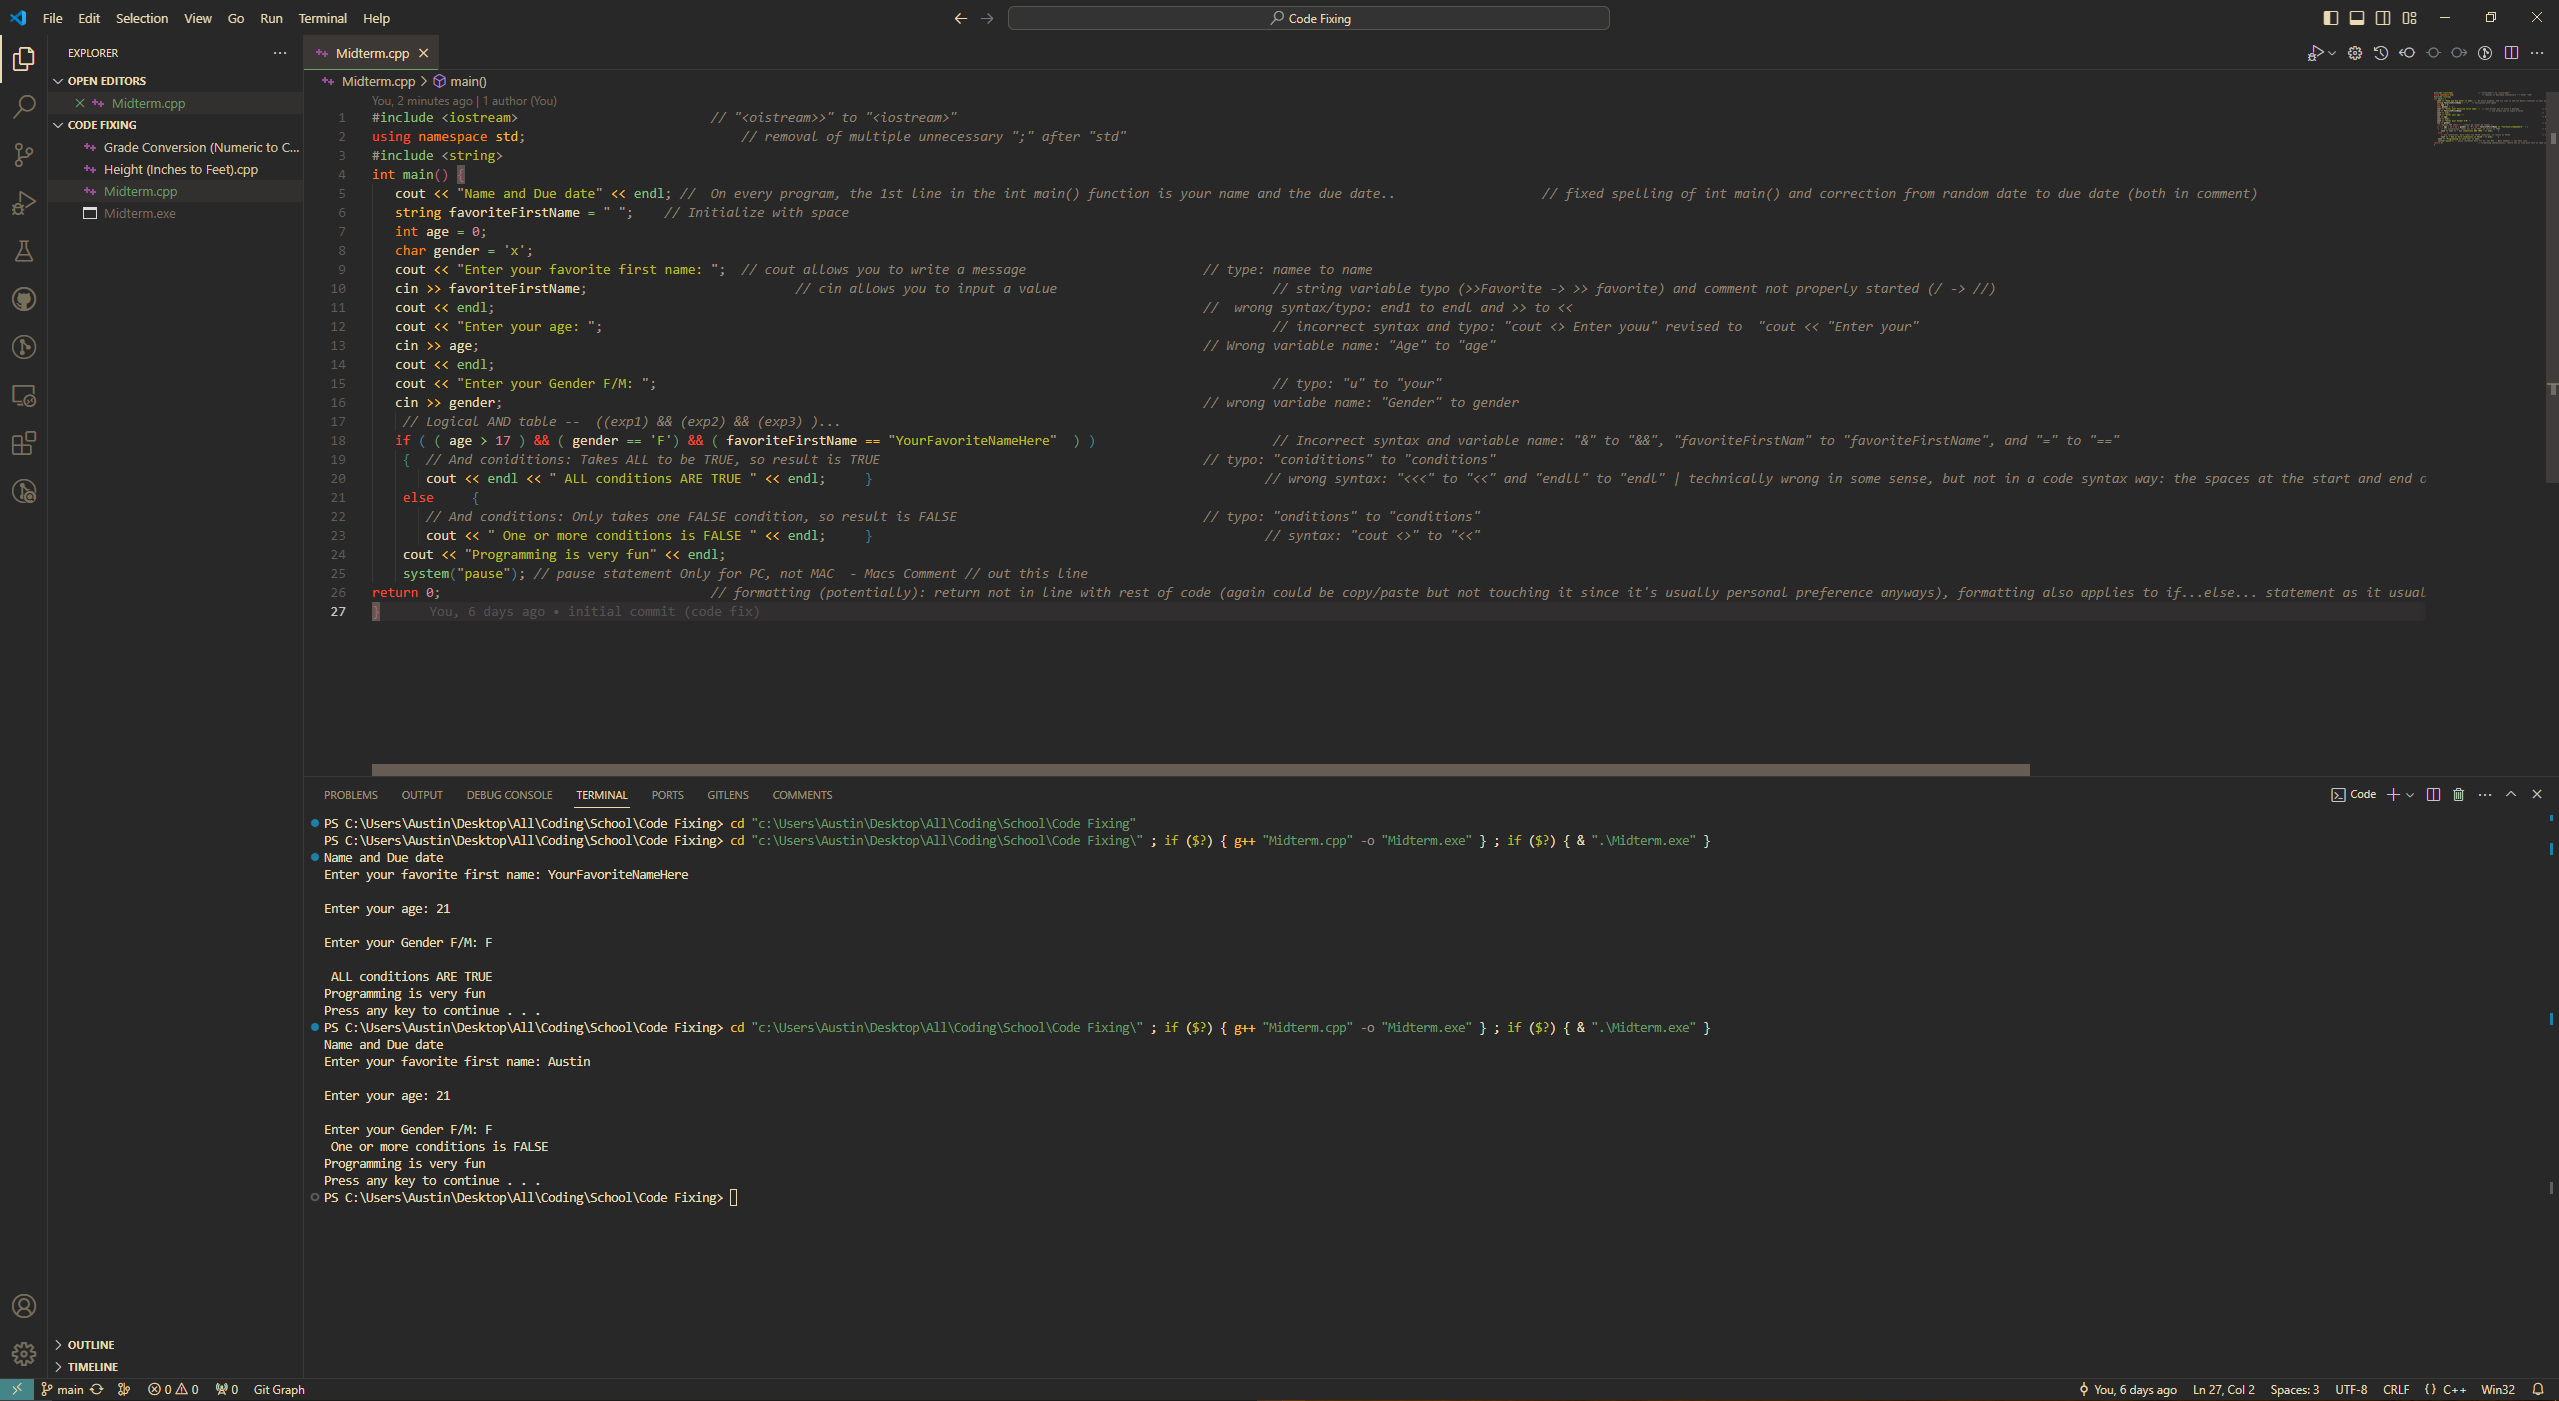 File Edit Selection View Go Run Terminal Help
Code Fixing
EXPLORER
OPEN EDITORS
Midterm.cpp
CODE FIXING
Grade Conversion (Numeric to C...
Height (Inches to Feet).cpp
Midterm.cpp
Midterm.exe
Midterm.cpp
Midterm.cpp > main()
You, 2 minutes ago | 1 author (You)
1 #include <iostream> // "<oistream>>" to "<iostream>"
2 using namespace std; // removal of multiple unnecessary ";" after "std"
3 #include <string>
4 int main() {
5 cout << "Name and Due date" << endl; // On every program, the 1st line in the int main() function is your name and the due date.. // fixed spelling of int main() and correction from random date to due date (both in comment)
6 string favoriteFirstName = " "; // Initialize with space
7 int age = 0;
8 char gender = 'x';
9 cout << "Enter your favorite first name: "; // cout allows you to write a message // type: namee to name
10 cin >> favoriteFirstName; // cin allows you to input a value // string variable typo (>>Favorite -> >> favorite) and comment not properly started (/ -> //)
11 cout << endl; // wrong syntax/typo: end1 to endl and >> to <<
12 cout << "Enter your age: "; // incorrect syntax and typo: "cout <> Enter youu" revised to "cout << "Enter your"
13 cin >> age; // Wrong variable name: "Age" to "age"
14 cout << endl;
15 cout << "Enter your Gender F/M: "; // typo: "u" to "your"
16 cin >> gender; // wrong variabe name: "Gender" to gender
17 // Logical AND table -- ((exp1) && (exp2) && (exp3) )...
18 if ( ( age > 17 ) && ( gender == 'F') && ( favoriteFirstName == "YourFavoriteNameHere" ) ) // Incorrect syntax and variable name: "&" to "&&", "favoriteFirstNam" to "favoriteFirstName", and "=" to "=="
19 { // And coniditions: Takes ALL to be TRUE, so result is TRUE // typo: "coniditions" to "conditions"
20 cout << endl << " ALL conditions ARE TRUE " << endl; } // wrong syntax: "<<<" to "<<" and "endll" to "endl" | technically wrong in some sense, but not in a code syntax way: the spaces at the start and end o
21 else {
22 // And conditions: Only takes one FALSE condition, so result is FALSE // typo: "onditions" to "conditions"
23 cout << " One or more conditions is FALSE " << endl; } // syntax: "cout <>" to "<<"
24 cout << "Programming is very fun" << endl;
25 system("pause"); // pause statement Only for PC, not MAC - Macs Comment // out this line
26 return 0; // formatting (potentially): return not in line with rest of code (again could be copy/paste but not touching it since it's usually personal preference anyways), formatting also applies to if...else... statement as it usual
27 } You, 6 days ago • initial commit (code fix)
PROBLEMS OUTPUT DEBUG CONSOLE TERMINAL PORTS GITLENS COMMENTS
Code
PS C:\Users\Austin\Desktop\All\Coding\School\Code Fixing> cd "c:\Users\Austin\Desktop\All\Coding\School\Code Fixing"
PS C:\Users\Austin\Desktop\All\Coding\School\Code Fixing> cd "c:\Users\Austin\Desktop\All\Coding\School\Code Fixing\" ; if ($?) { g++ "Midterm.cpp" -o "Midterm.exe" } ; if ($?) { & ".\Midterm.exe" }
Name and Due date
Enter your favorite first name: YourFavoriteNameHere
Enter your age: 21
Enter your Gender F/M: F
ALL conditions ARE TRUE
Programming is very fun
Press any key to continue . . .
PS C:\Users\Austin\Desktop\All\Coding\School\Code Fixing> cd "c:\Users\Austin\Desktop\All\Coding\School\Code Fixing\" ; if ($?) { g++ "Midterm.cpp" -o "Midterm.exe" } ; if ($?) { & ".\Midterm.exe" }
Name and Due date
Enter your favorite first name: Austin
Enter your age: 21
Enter your Gender F/M: F
One or more conditions is FALSE
Programming is very fun
Press any key to continue . . .
PS C:\Users\Austin\Desktop\All\Coding\School\Code Fixing>
OUTLINE
TIMELINE
main 0 0 0 Git Graph
You, 6 days ago Ln 27, Col 2 Spaces: 3 UTF-8 CRLF {} C++ Win32